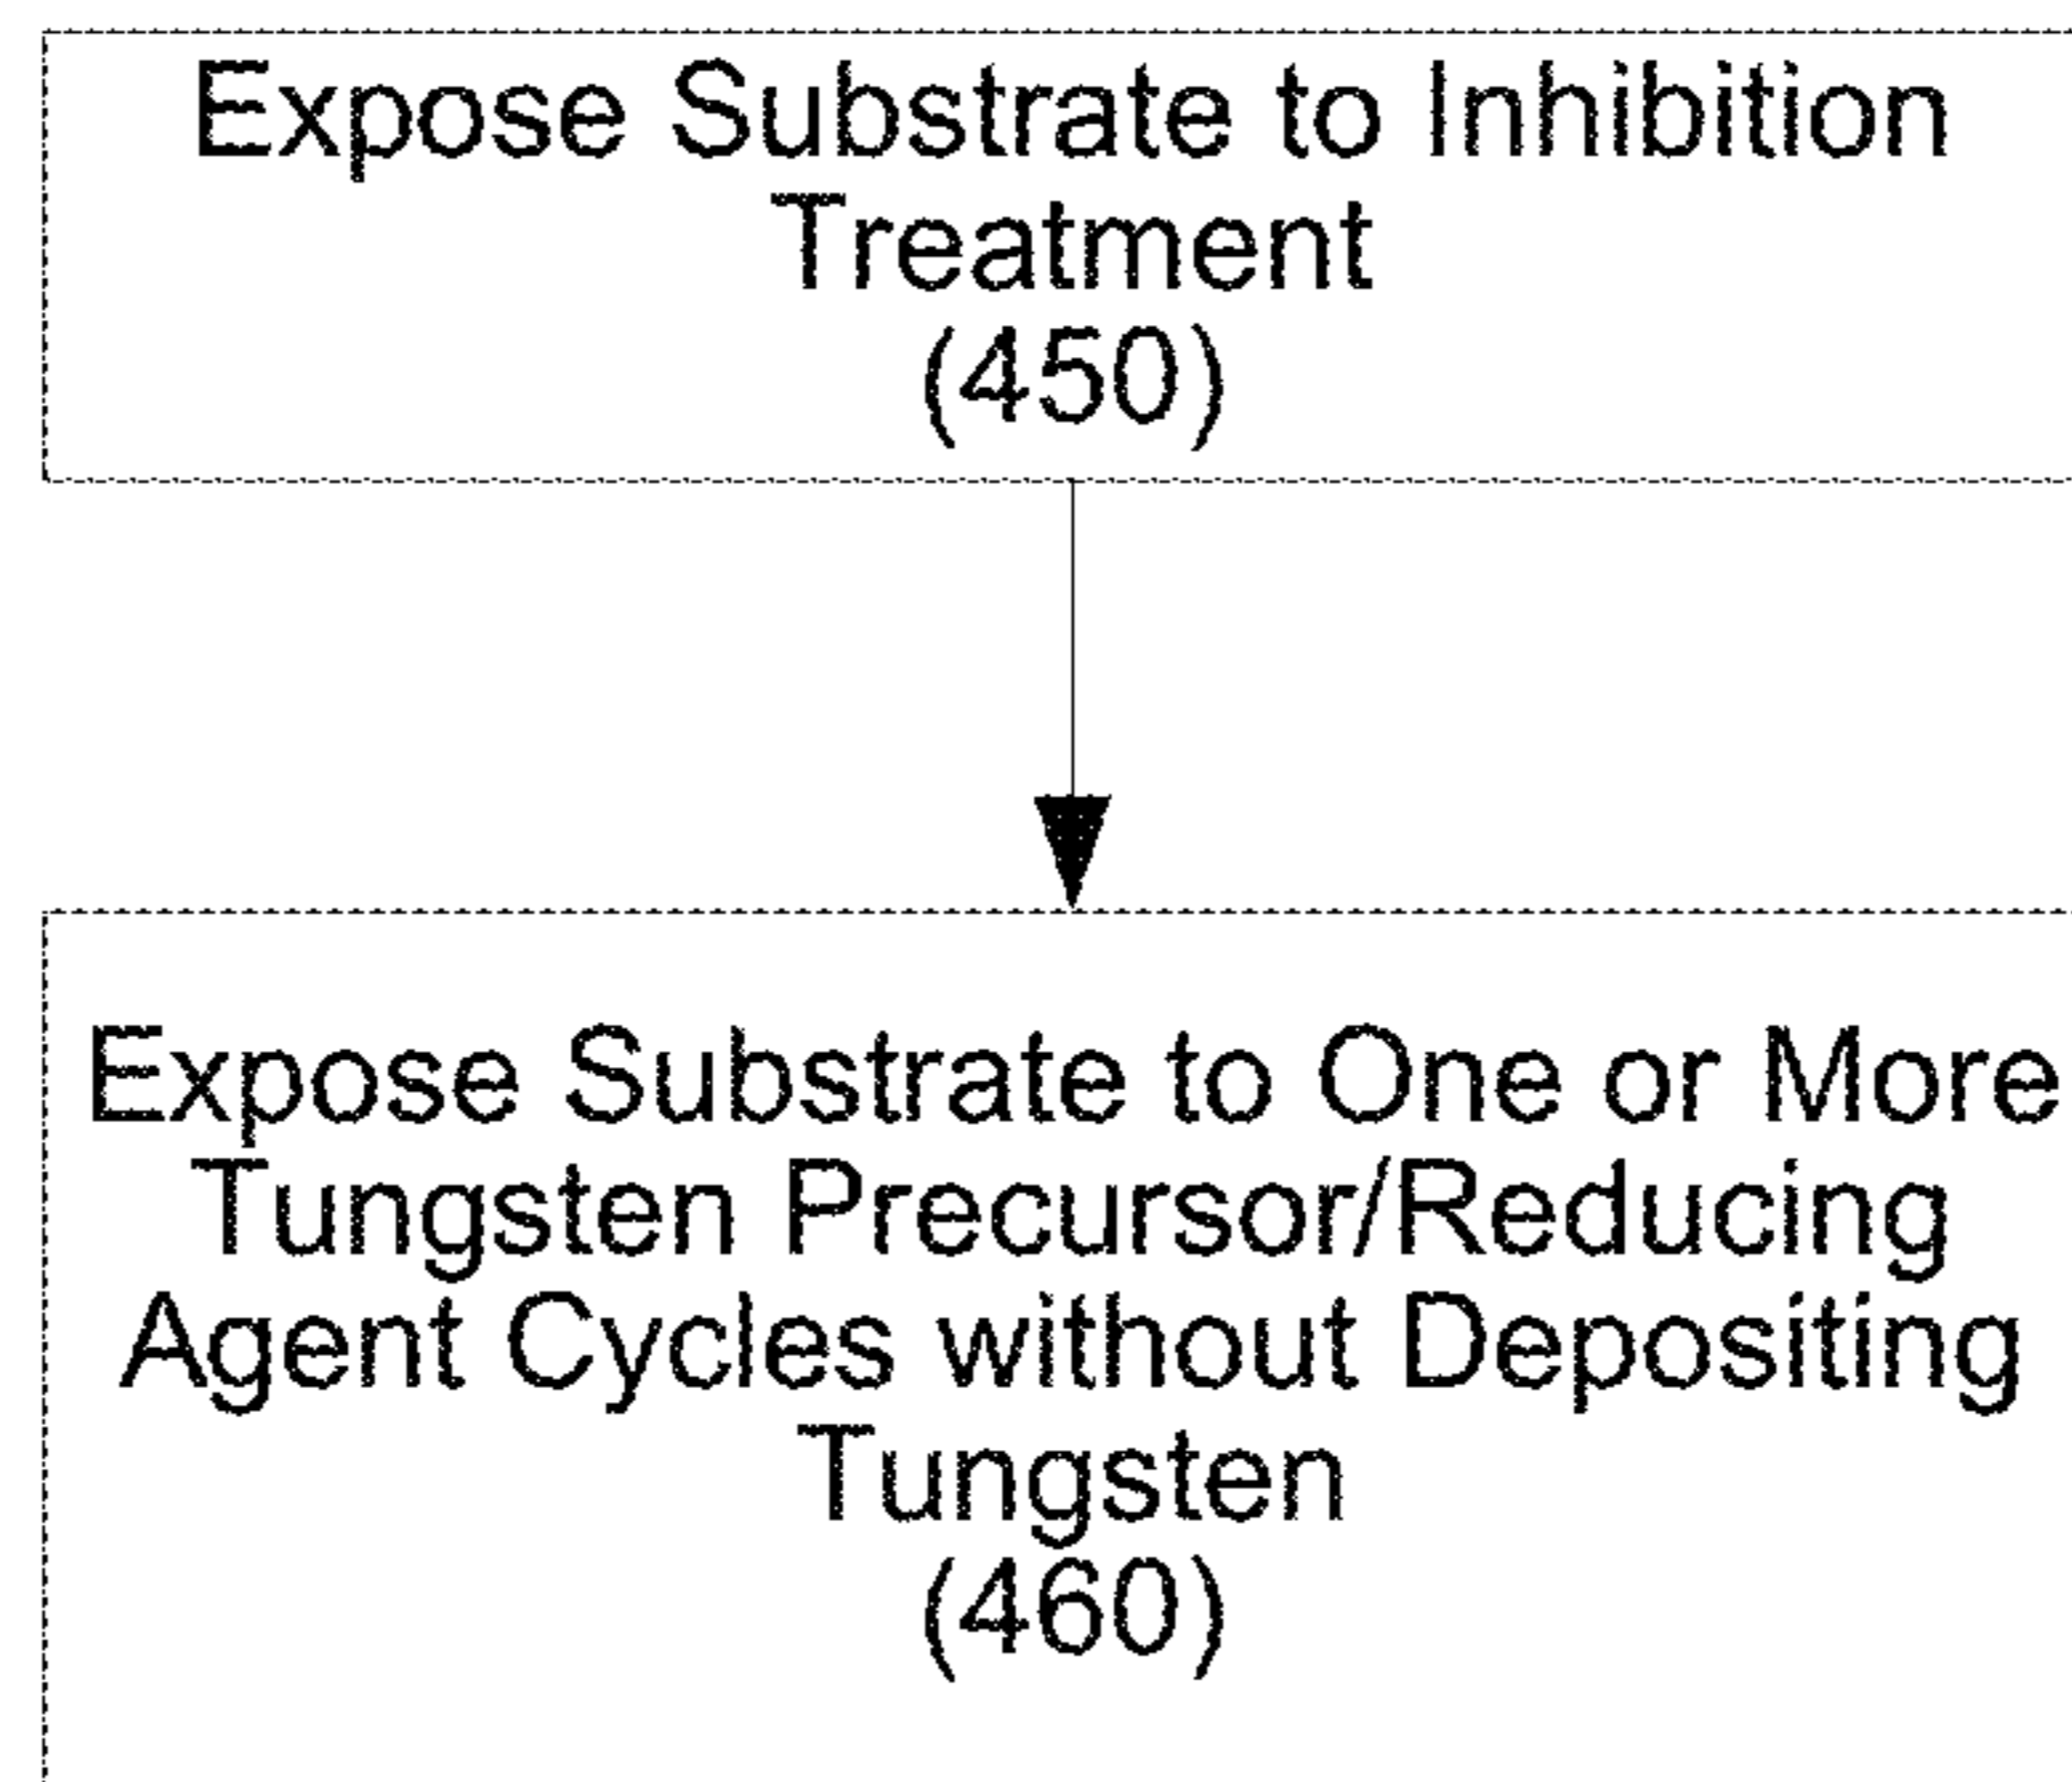 Expose Substrate to Inhibition
Treatment
(450)
Expose Substrate to One or More
Tungsten Precursor/Reducing
Agent Cycles without Depositing
Tungsten
(460)